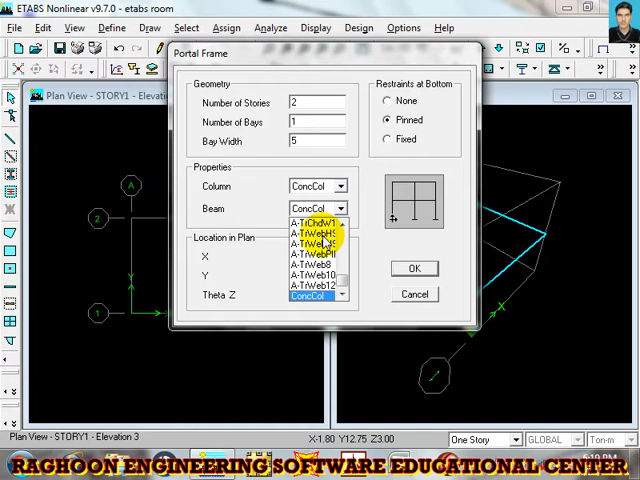 ETABS Nonlinear v9.7.0 - etabs room
File Edit View Define Draw Select Assign Analyze Display Design Options Help
Plan View - STORY1 - Elevation
Portal Frame
Geometry
Number of Stories 2
Number of Bays 1
Bay Width 5
Restraints at Bottom
None
Pinned
Fixed
Properties
Column ConcCol
Beam ConcCol
A-TrChdW1
A-TrWeb8
A-TrWeb10
A-TrWeb12
ConcCol
Location in Plan
X
Y
Theta Z
OK
Cancel
A
2
1
Y
X
Plan View - STORY1 - Elevation 3
X-1.80 Y12.75 Z3.00
One Story
GLOBAL
Ton-m
RAGHOON ENGINEERING SOFTWARE EDUCATIONAL CENTER